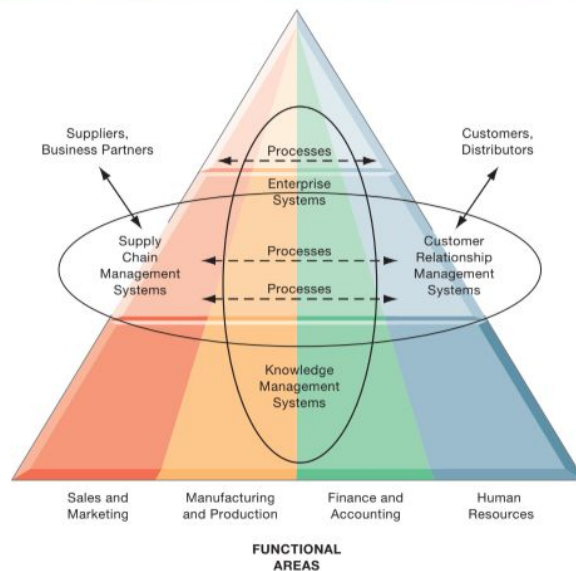 Suppliers,
Business Partners
Customers,
Distributors
Processes
Enterprise
Systems
Supply
Chain
Management
Systems
Processes
Processes
Customer
Relationship
Management
Systems
Knowledge
Management
Systems
Sales and
Marketing
Manufacturing
and Production
Finance and
Accounting
Human
Resources
FUNCTIONAL
AREAS